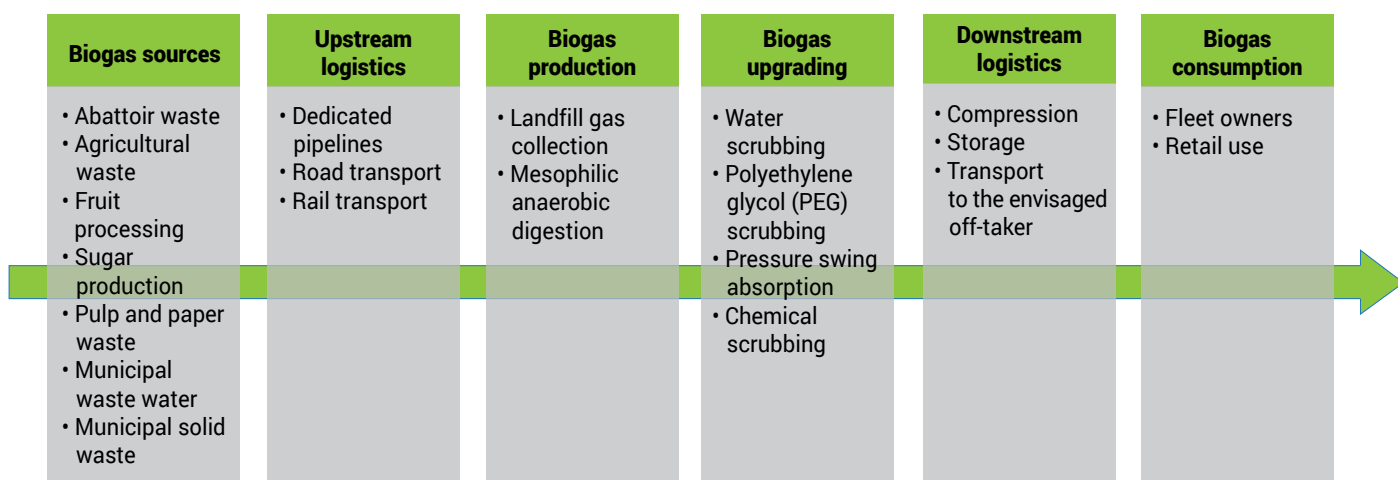 Biogas sources
• Abattoir waste
• Agricultural
waste
• Fruit
processing
• Sugar
production
• Pulp and paper
waste
• Municipal
waste water
• Municipal solid
waste
Upstream
logistics
• Dedicated
pipelines
• Road transport
• Rail transport
Biogas
production
• Landfill gas
collection
• Mesophilic
anaerobic
digestion
Biogas
upgrading
• Water
scrubbing
• Polyethylene
glycol (PEG)
scrubbing
• Pressure swing
absorption
• Chemical
scrubbing
Downstream
logistics
• Compression
• Storage
• Transport
to the envisaged
off-taker
Biogas
consumption
• Fleet owners
• Retail use